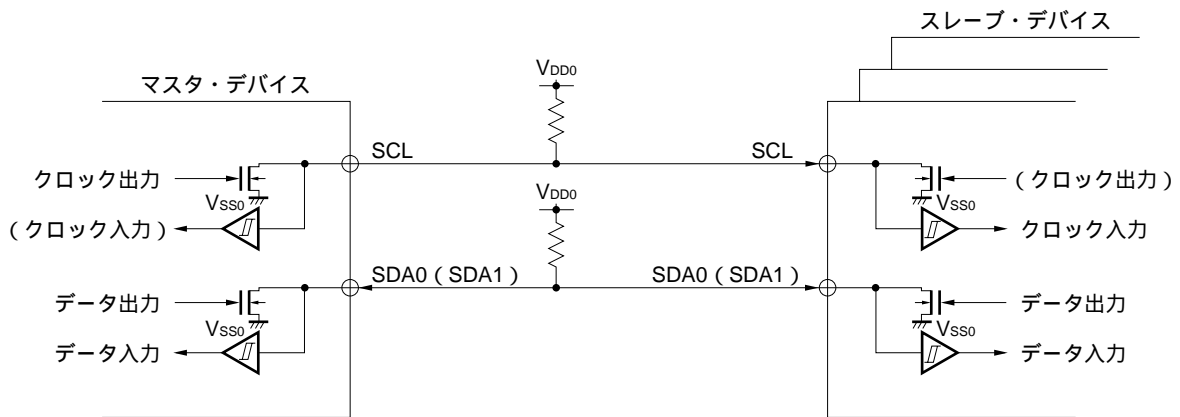 スレーブ・デバイス
マスタ・デバイス
VDD0
SCL
SCL
クロック出力
VSS0
(クロック入力)
(クロック出力)
VSS0
クロック入力
VDD0
SDA0(SDA1)
SDA0(SDA1)
データ出力
VSS0
データ入力
データ出力
VSS0
データ入力